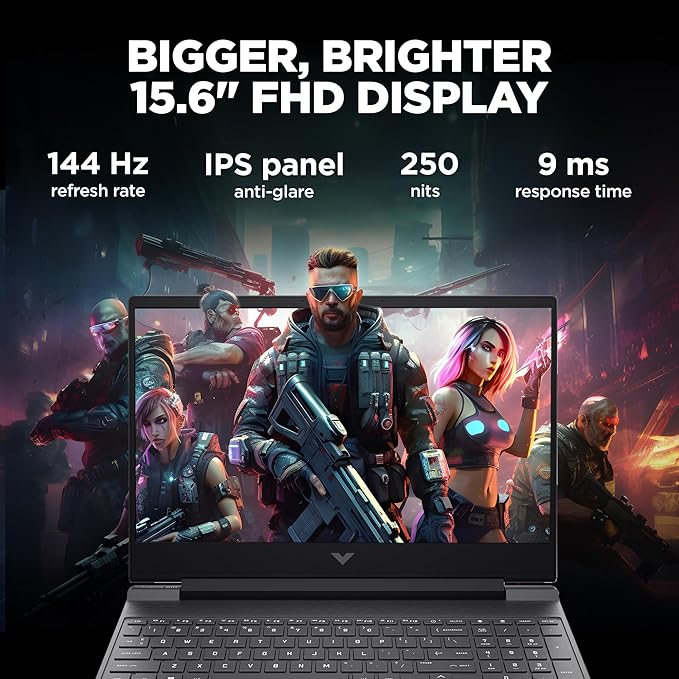 BIGGER, BRIGHTER
15.6" FHD DISPLAY
144 Hz
refresh rate
IPS panel
anti-glare
250
nits
9 ms
response time